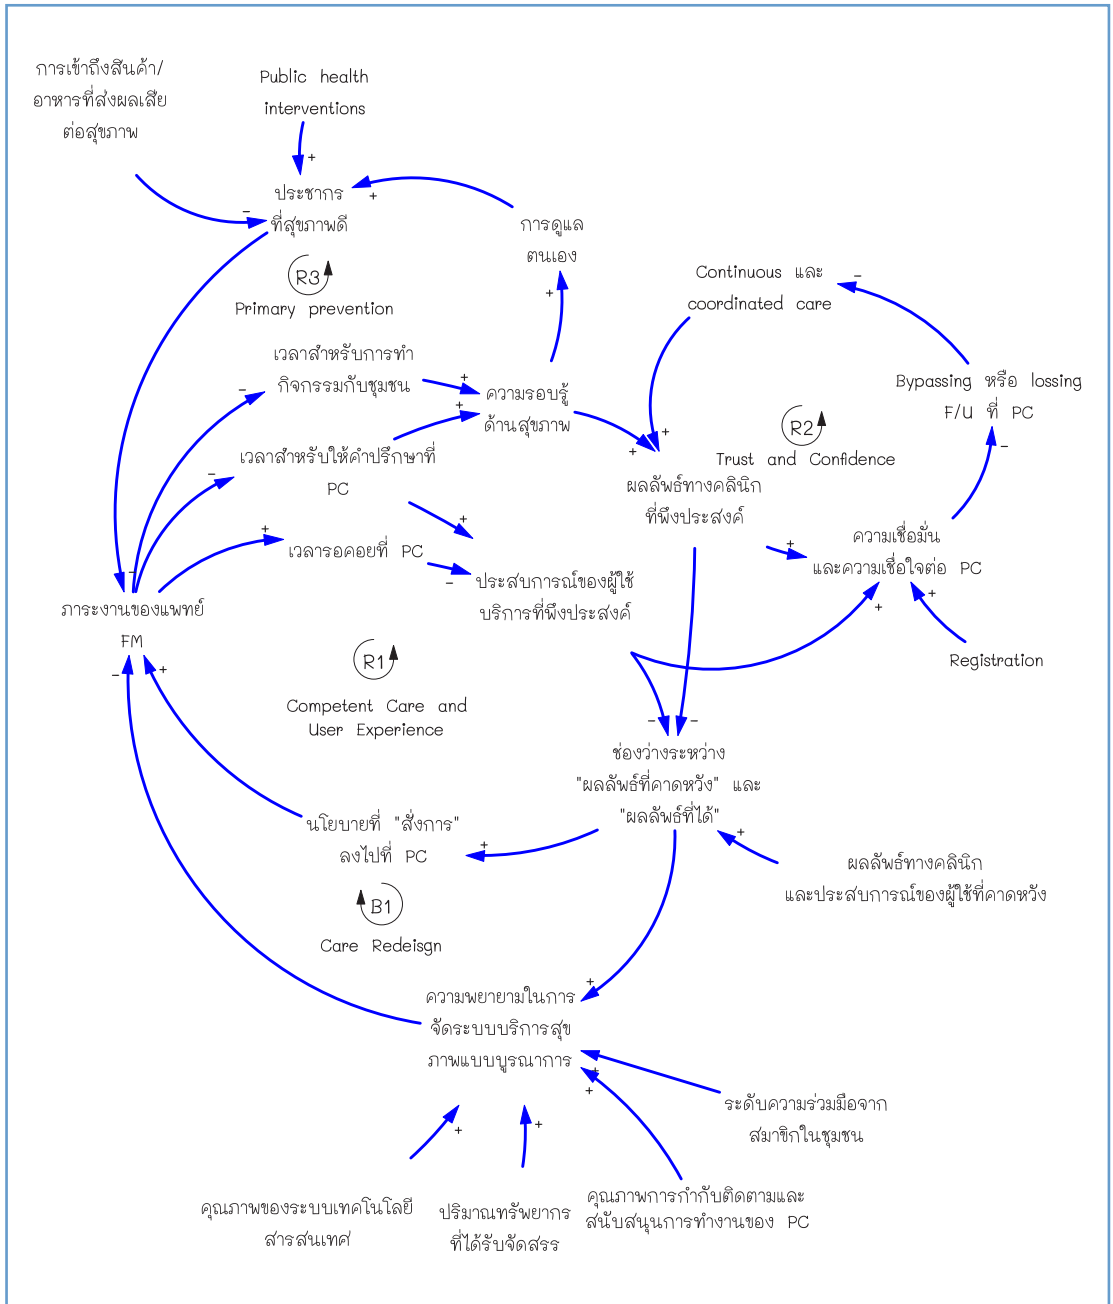 การเข้าถึงสินค้า/
อาหารที่ส่งผลเสีย
ต่อสุขภาพ
Public health
interventions
+
-
ประชากร
ที่สุขภาพดี
+
การดูแล
ตนเอง
R3
Primary prevention
+
Continuous และ
coordinated care
-
เวลาสำหรับการทำ
กิจกรรมกับชุมชน
-
+
+
ความรอบรู้
ด้านสุขภาพ
Bypassing หรือ lossing
F/U ที่ PC
-
R2
Trust and Confidence
+
+
เวลาสำหรับให้คำปรึกษาที่
PC
-
ผลลัพธ์ทางคลินิก
ที่พึงประสงค์
+
+
เวลารอคอยที่ PC
-
ประสบการณ์ของผู้ใช้
บริการที่พึงประสงค์
+
ความเชื่อมั่น
และความเชื่อใจต่อ PC
+
+
Registration
-
ภาระงานของแพทย์
FM
-
+
R1
Competent Care and
User Experience
-
-
ช่องว่างระหว่าง
"ผลลัพธ์ที่คาดหวัง" และ
"ผลลัพธ์ที่ได้"
นโยบายที่ "สั่งการ"
ลงไปที่ PC
+
+
ผลลัพธ์ทางคลินิก
และประสบการณ์ของผู้ใช้ที่คาดหวัง
B1
Care Redeisgn
+
ความพยายามในการ
จัดระบบบริการสุข
ภาพแบบบูรณาการ
+
+
+
+
ระดับความร่วมมือจาก
สมาชิกในชุมชน
คุณภาพของระบบเทคโนโลยี
สารสนเทศ
ปริมาณทรัพยากร
ที่ได้รับจัดสรร
คุณภาพการกำกับติดตามและ
สนับสนุนการทำงานของ PC